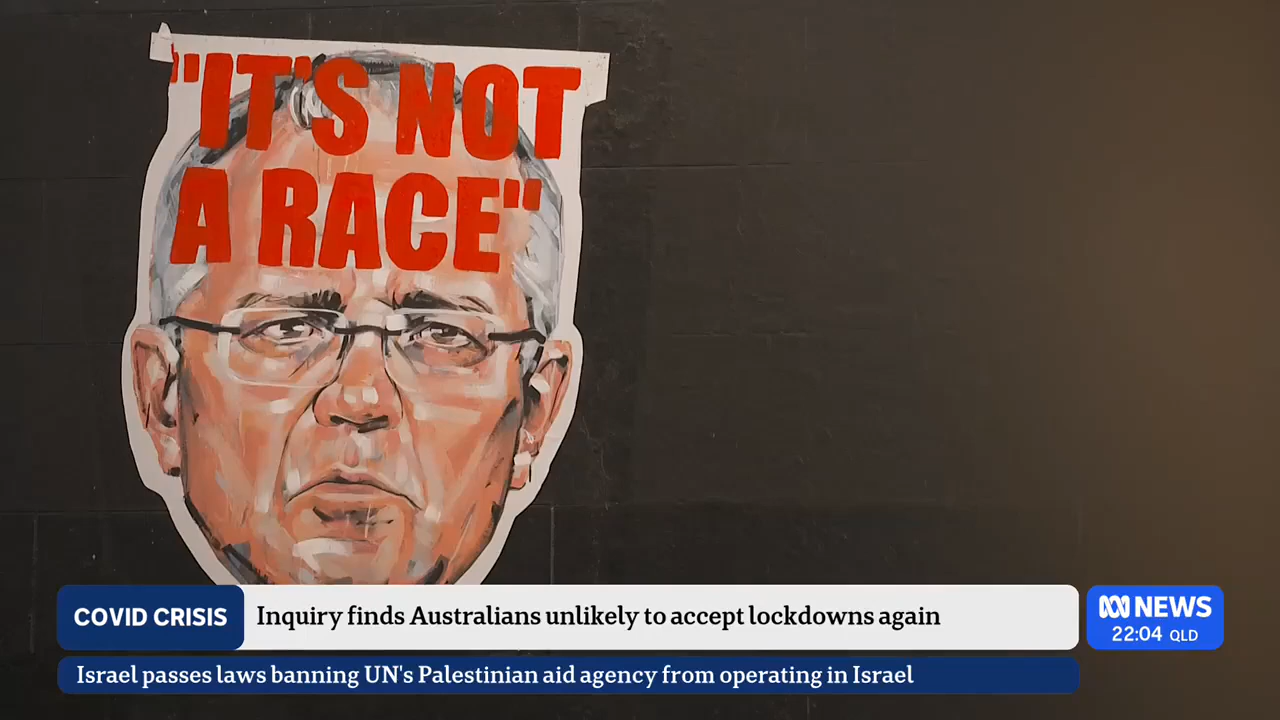 "IT'S NOT
A RACE"
COVID CRISIS
Inquiry finds Australians unlikely to accept lockdowns again
NEWS
22:04 QLD
Israel passes laws banning UN's Palestinian aid agency from operating in Israel